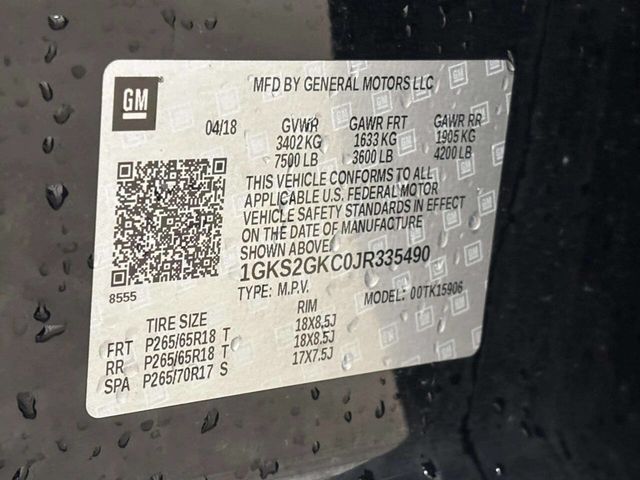 GM
MFD BY GENERAL MOTORS LLC
04/18 GVWR GAWR FRT GAWR RR
3402 KG 1633 KG 1905 KG
7500 LB 3600 LB 4200 LB
THIS VEHICLE CONFORMS TO ALL
APPLICABLE U.S. FEDERAL MOTOR
VEHICLE SAFETY STANDARDS IN EFFECT
ON THE DATE OF MANUFACTURE
SHOWN ABOVE.
1GKS2GKC0JR335490
8555
TYPE: M.P.V. MODEL: 00TK15906
TIRE SIZE RIM
FRT P265/65R18 T 18X8.5J
RR P265/65R18 T 18X8.5J
SPA P265/70R17 S 17X7.5J